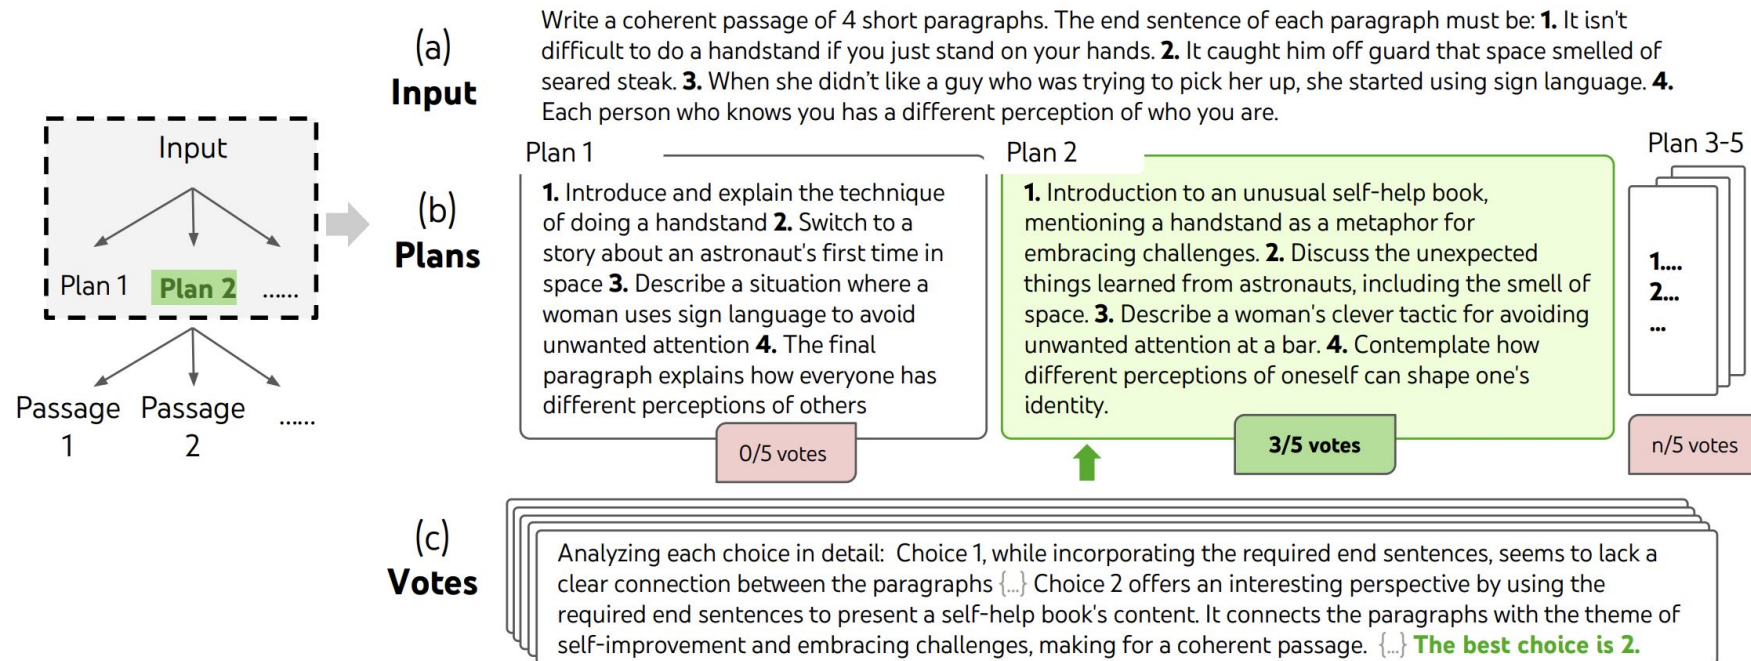 Input
Plan 1 Plan 2 ......
Passage 1 Passage 2 ......
(a)
Input
Write a coherent passage of 4 short paragraphs. The end sentence of each paragraph must be: 1. It isn't
difficult to do a handstand if you just stand on your hands. 2. It caught him off guard that space smelled of
seared steak. 3. When she didn’t like a guy who was trying to pick her up, she started using sign language. 4.
Each person who knows you has a different perception of who you are.
(b)
Plans
Plan 1
1. Introduce and explain the technique
of doing a handstand 2. Switch to a
story about an astronaut's first time in
space 3. Describe a situation where a
woman uses sign language to avoid
unwanted attention 4. The final
paragraph explains how everyone has
different perceptions of others
0/5 votes
Plan 2
1. Introduction to an unusual self-help book,
mentioning a handstand as a metaphor for
embracing challenges. 2. Discuss the unexpected
things learned from astronauts, including the smell of
space. 3. Describe a woman's clever tactic for avoiding
unwanted attention at a bar. 4. Contemplate how
different perceptions of oneself can shape one's
identity.
3/5 votes
Plan 3-5
1....
2...
...
n/5 votes
(c)
Votes
Analyzing each choice in detail: Choice 1, while incorporating the required end sentences, seems to lack a
clear connection between the paragraphs {...} Choice 2 offers an interesting perspective by using the
required end sentences to present a self-help book's content. It connects the paragraphs with the theme of
self-improvement and embracing challenges, making for a coherent passage. {...} The best choice is 2.